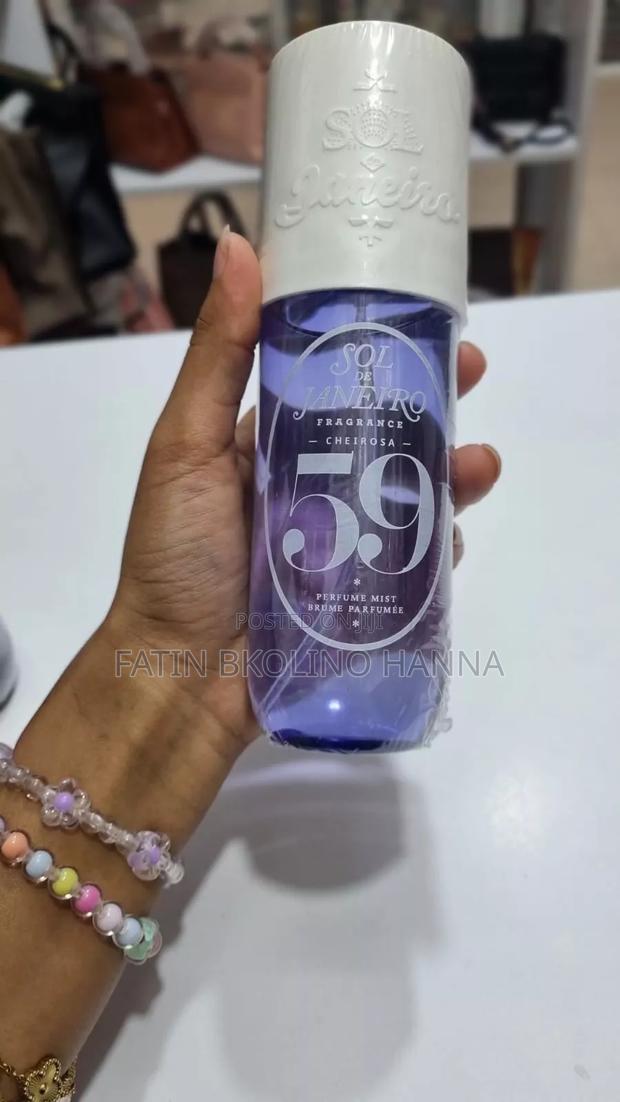 SOL
Janeiro
SOL
DE
JANEIRO
FRAGRANCE
— CHEIROSA —
59
*
PERFUME MIST
BRUME PARFUMÉE
*
POSTED ON JIJI
FATIN BKOLINO HANNA